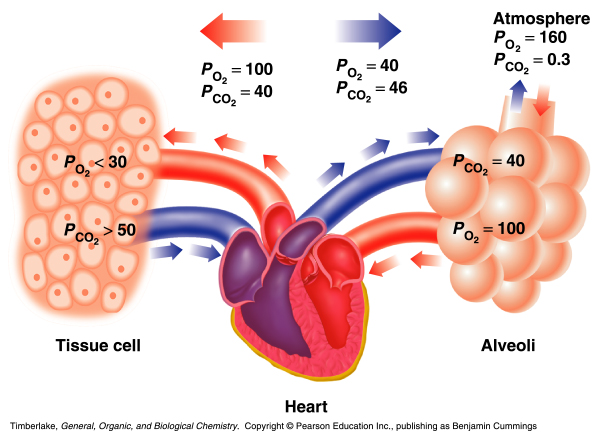 Atmosphere
PO2 = 160
PCO2 = 0.3
PO2 = 100
PCO2 = 40
PO2 = 40
PCO2 = 46
PO2 < 30
PCO2 > 50
PCO2 = 40
PO2 = 100
Tissue cell
Alveoli
Heart
Timberlake, General, Organic, and Biological Chemistry. Copyright © Pearson Education Inc., publishing as Benjamin Cummings